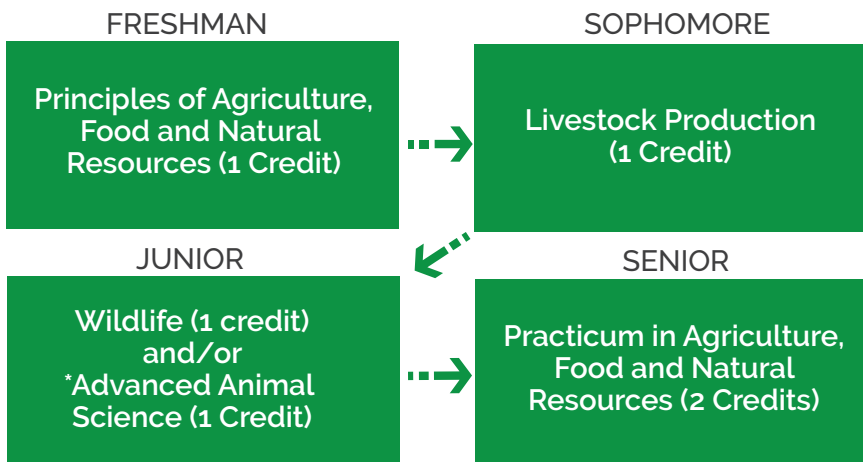 FRESHMAN
Principles of Agriculture,
Food and Natural
Resources (1 Credit)
SOPHOMORE
Livestock Production
(1 Credit)
JUNIOR
Wildlife (1 credit)
and/or
*Advanced Animal
Science (1 Credit)
SENIOR
Practicum in Agriculture,
Food and Natural
Resources (2 Credits)